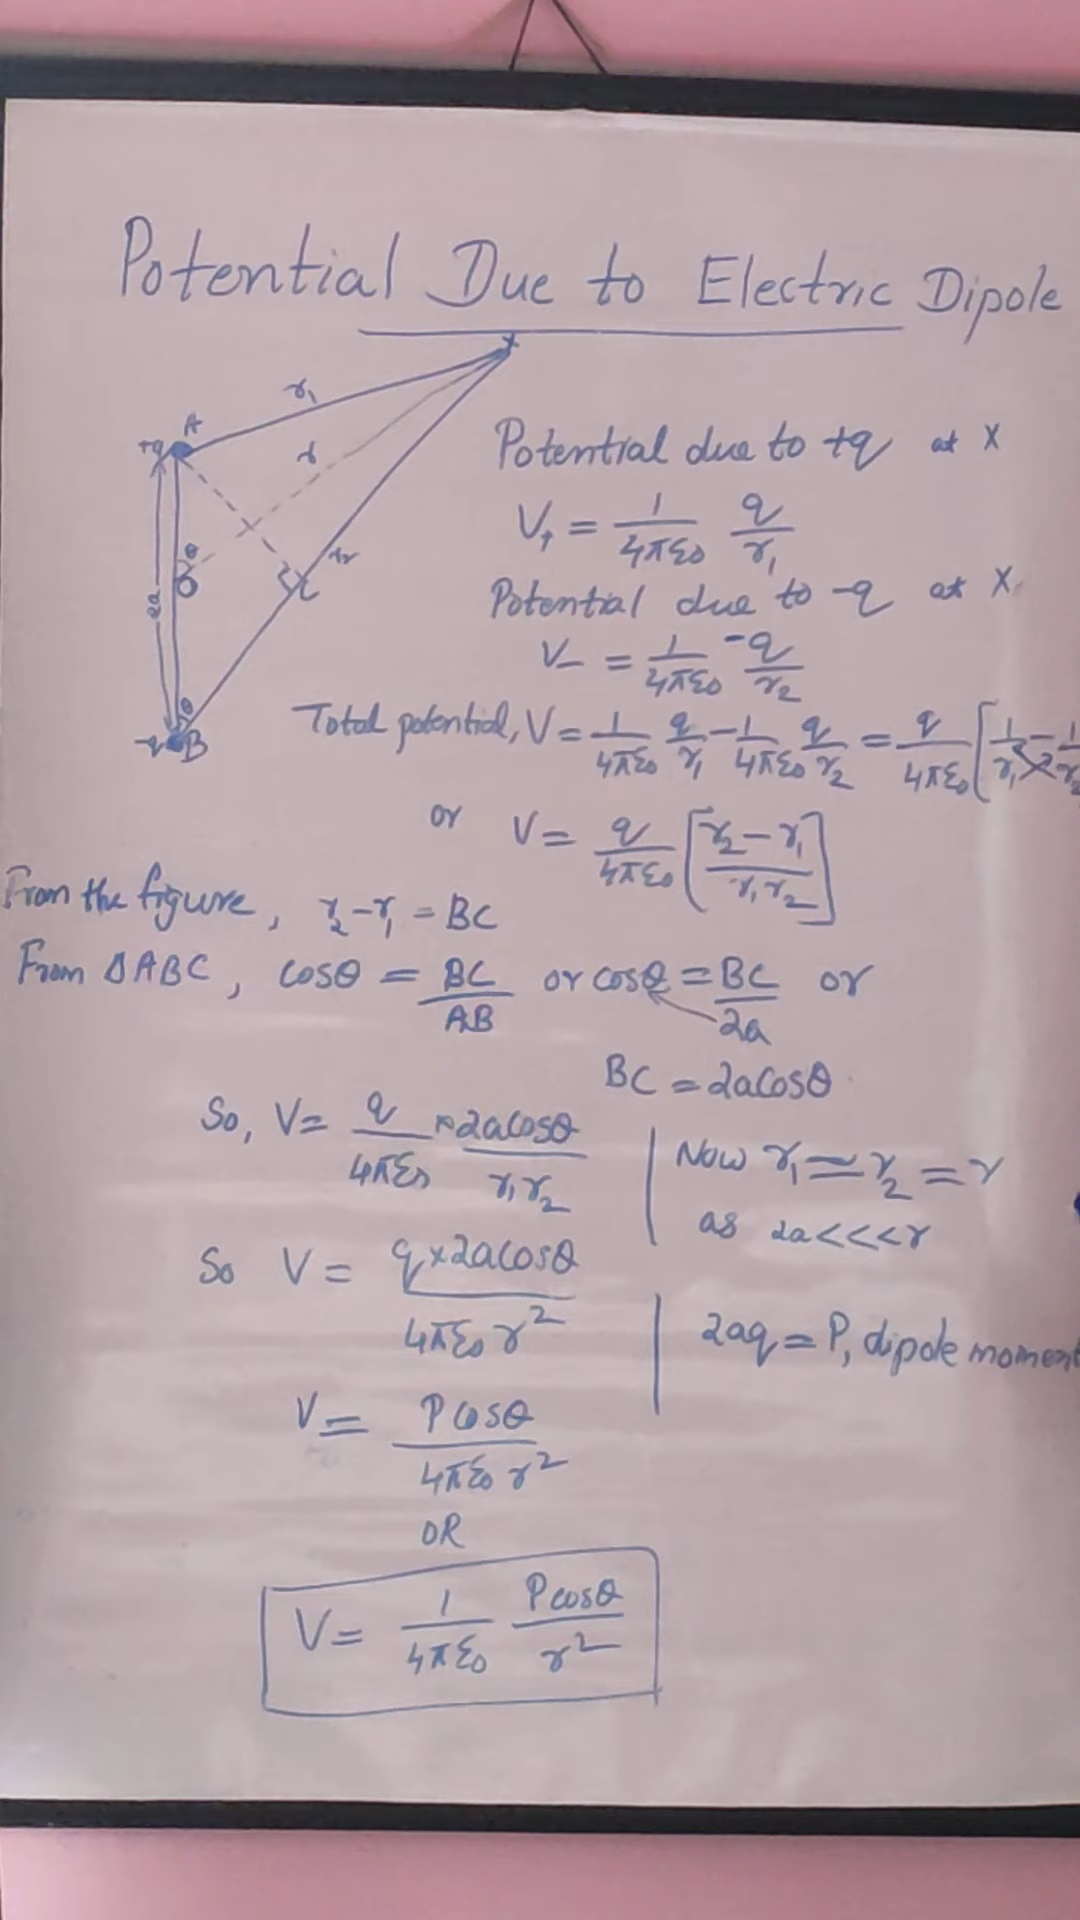 Potential Due to Electric Dipole
X
r₁
A
+q
r
θ
O
r₂
C
2a
θ
-q B
Potential due to +q at X
V₊ = 1/4πε₀ q/r₁
Potential due to -q at X
V₋ = 1/4πε₀ -q/r₂
Total potential, V = 1/4πε₀ q/r₁ - 1/4πε₀ q/r₂ = q/4πε₀ [1/r₁ - 1/r₂
or V = q/4πε₀ [r₂ - r₁/r₁r₂]
From the figure, r₂ - r₁ = BC
From ΔABC, cosθ = BC/AB or cosθ = BC/2a or
BC = 2acosθ
So, V = q/4πε₀ × 2acosθ/r₁r₂ | Now r₁ ≃ r₂ = r
as 2a<<<r
So V = q×2acosθ/4πε₀r² | 2aq = P, dipole moment
V = Pcosθ/4πε₀r²
OR
V = 1/4πε₀ Pcosθ/r²